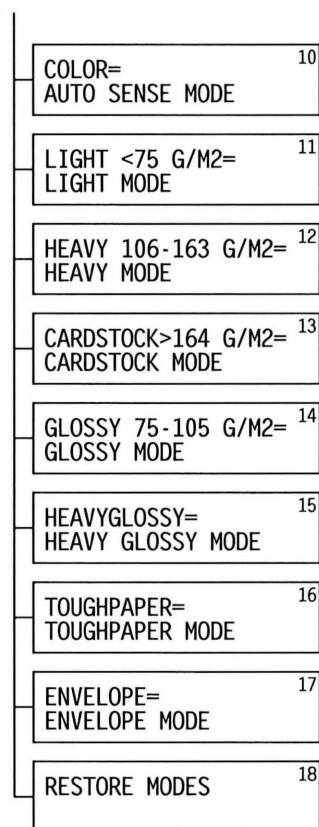 COLOR= 10
AUTO SENSE MODE
LIGHT <75 G/M2= 11
LIGHT MODE
HEAVY 106-163 G/M2= 12
HEAVY MODE
CARDSTOCK>164 G/M2= 13
CARDSTOCK MODE
GLOSSY 75-105 G/M2= 14
GLOSSY MODE
HEAVYGLOSSY= 15
HEAVY GLOSSY MODE
TOUGHPAPER= 16
TOUGHPAPER MODE
ENVELOPE= 17
ENVELOPE MODE
RESTORE MODES 18